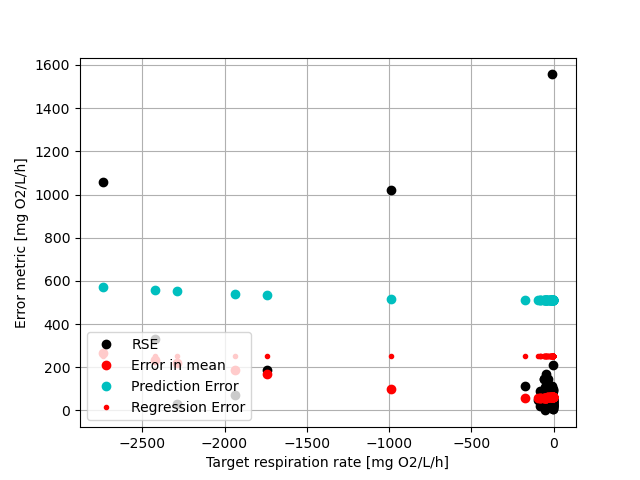 1600
1400
1200
1000
800
600
400
200
0
Error metric [mg O2/L/h]
RSE
Error in mean
Prediction Error
Regression Error
−2500 −2000 −1500 −1000 −500 0
Target respiration rate [mg O2/L/h]